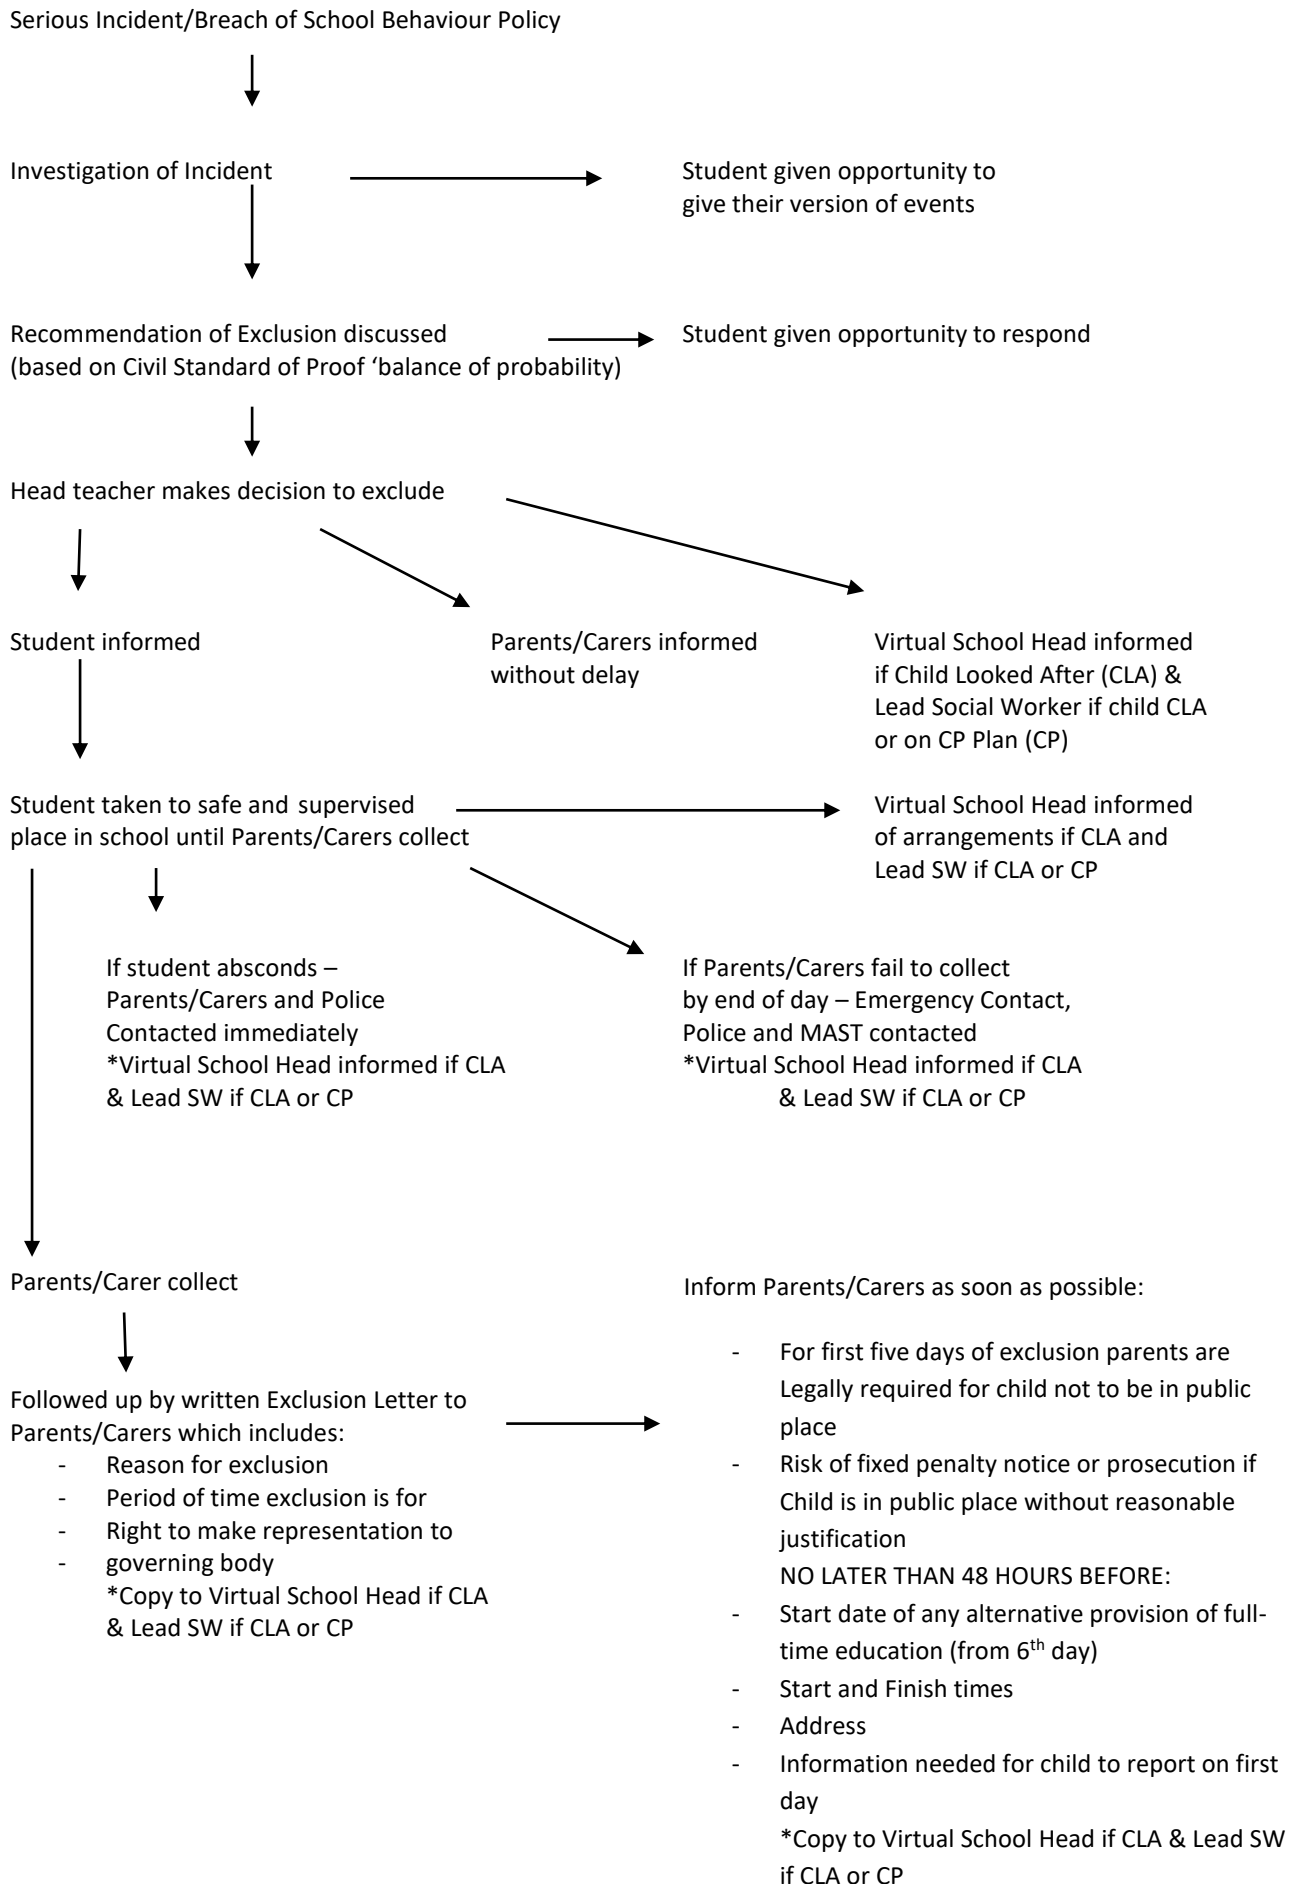 Serious Incident/Breach of School Behaviour Policy
Investigation of Incident
Student given opportunity to
give their version of events
Recommendation of Exclusion discussed
(based on Civil Standard of Proof ‘balance of probability)
Student given opportunity to respond
Head teacher makes decision to exclude
Student informed
Parents/Carers informed
without delay
Virtual School Head informed
if Child Looked After (CLA) &
Lead Social Worker if child CLA
or on CP Plan (CP)
Student taken to safe and supervised
place in school until Parents/Carers collect
Virtual School Head informed
of arrangements if CLA and
Lead SW if CLA or CP
If student absconds –
Parents/Carers and Police
Contacted immediately
*Virtual School Head informed if CLA
& Lead SW if CLA or CP
If Parents/Carers fail to collect
by end of day – Emergency Contact,
Police and MAST contacted
*Virtual School Head informed if CLA
& Lead SW if CLA or CP
Parents/Carer collect
Followed up by written Exclusion Letter to
Parents/Carers which includes:
- Reason for exclusion
- Period of time exclusion is for
- Right to make representation to
- governing body
*Copy to Virtual School Head if CLA
& Lead SW if CLA or CP
Inform Parents/Carers as soon as possible:
- For first five days of exclusion parents are
Legally required for child not to be in public
place
- Risk of fixed penalty notice or prosecution if
Child is in public place without reasonable
justification
NO LATER THAN 48 HOURS BEFORE:
- Start date of any alternative provision of full-
time education (from 6th day)
- Start and Finish times
- Address
- Information needed for child to report on first
day
*Copy to Virtual School Head if CLA & Lead SW
if CLA or CP